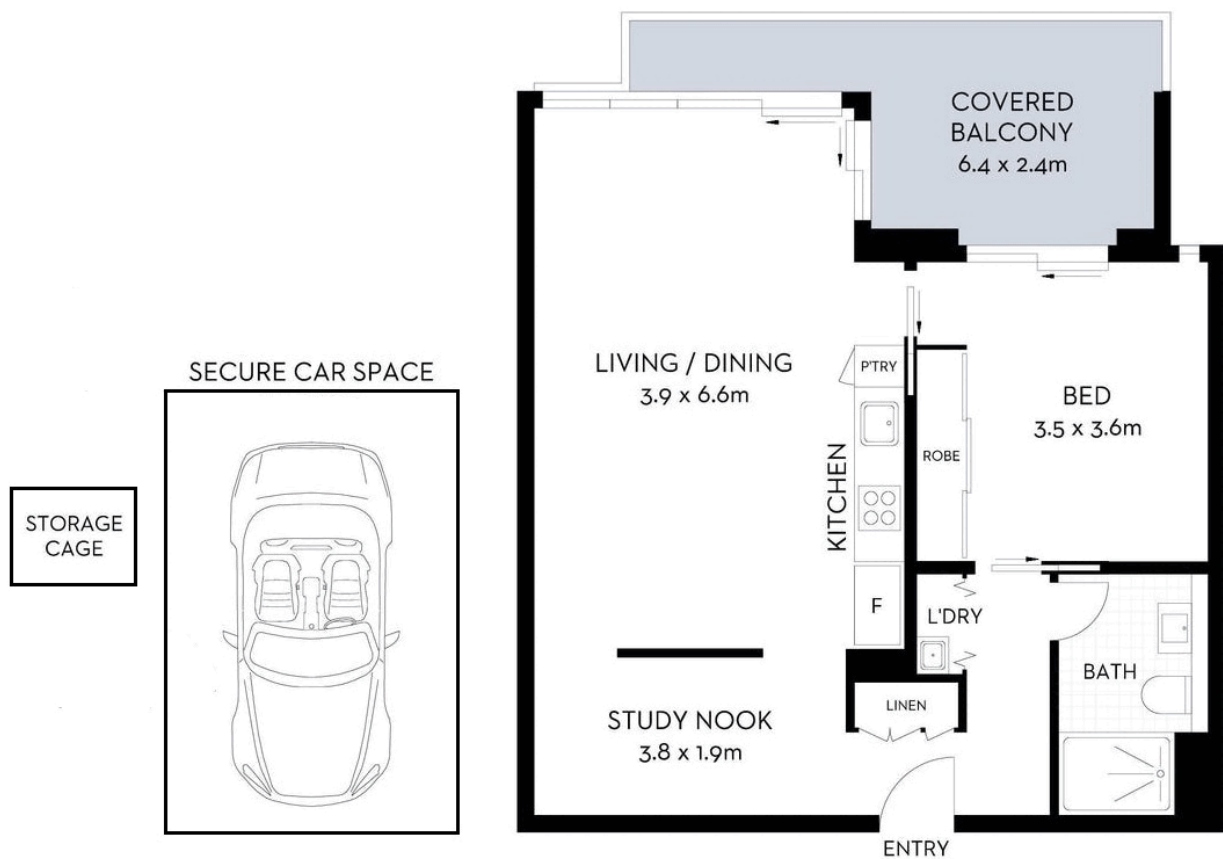 COVERED
BALCONY
6.4 x 2.4m
SECURE CAR SPACE
LIVING / DINING
3.9 x 6.6m
P'TRY
BED
3.5 x 3.6m
KITCHEN
ROBE
STORAGE
CAGE
F
L'DRY
BATH
LINEN
STUDY NOOK
3.8 x 1.9m
ENTRY